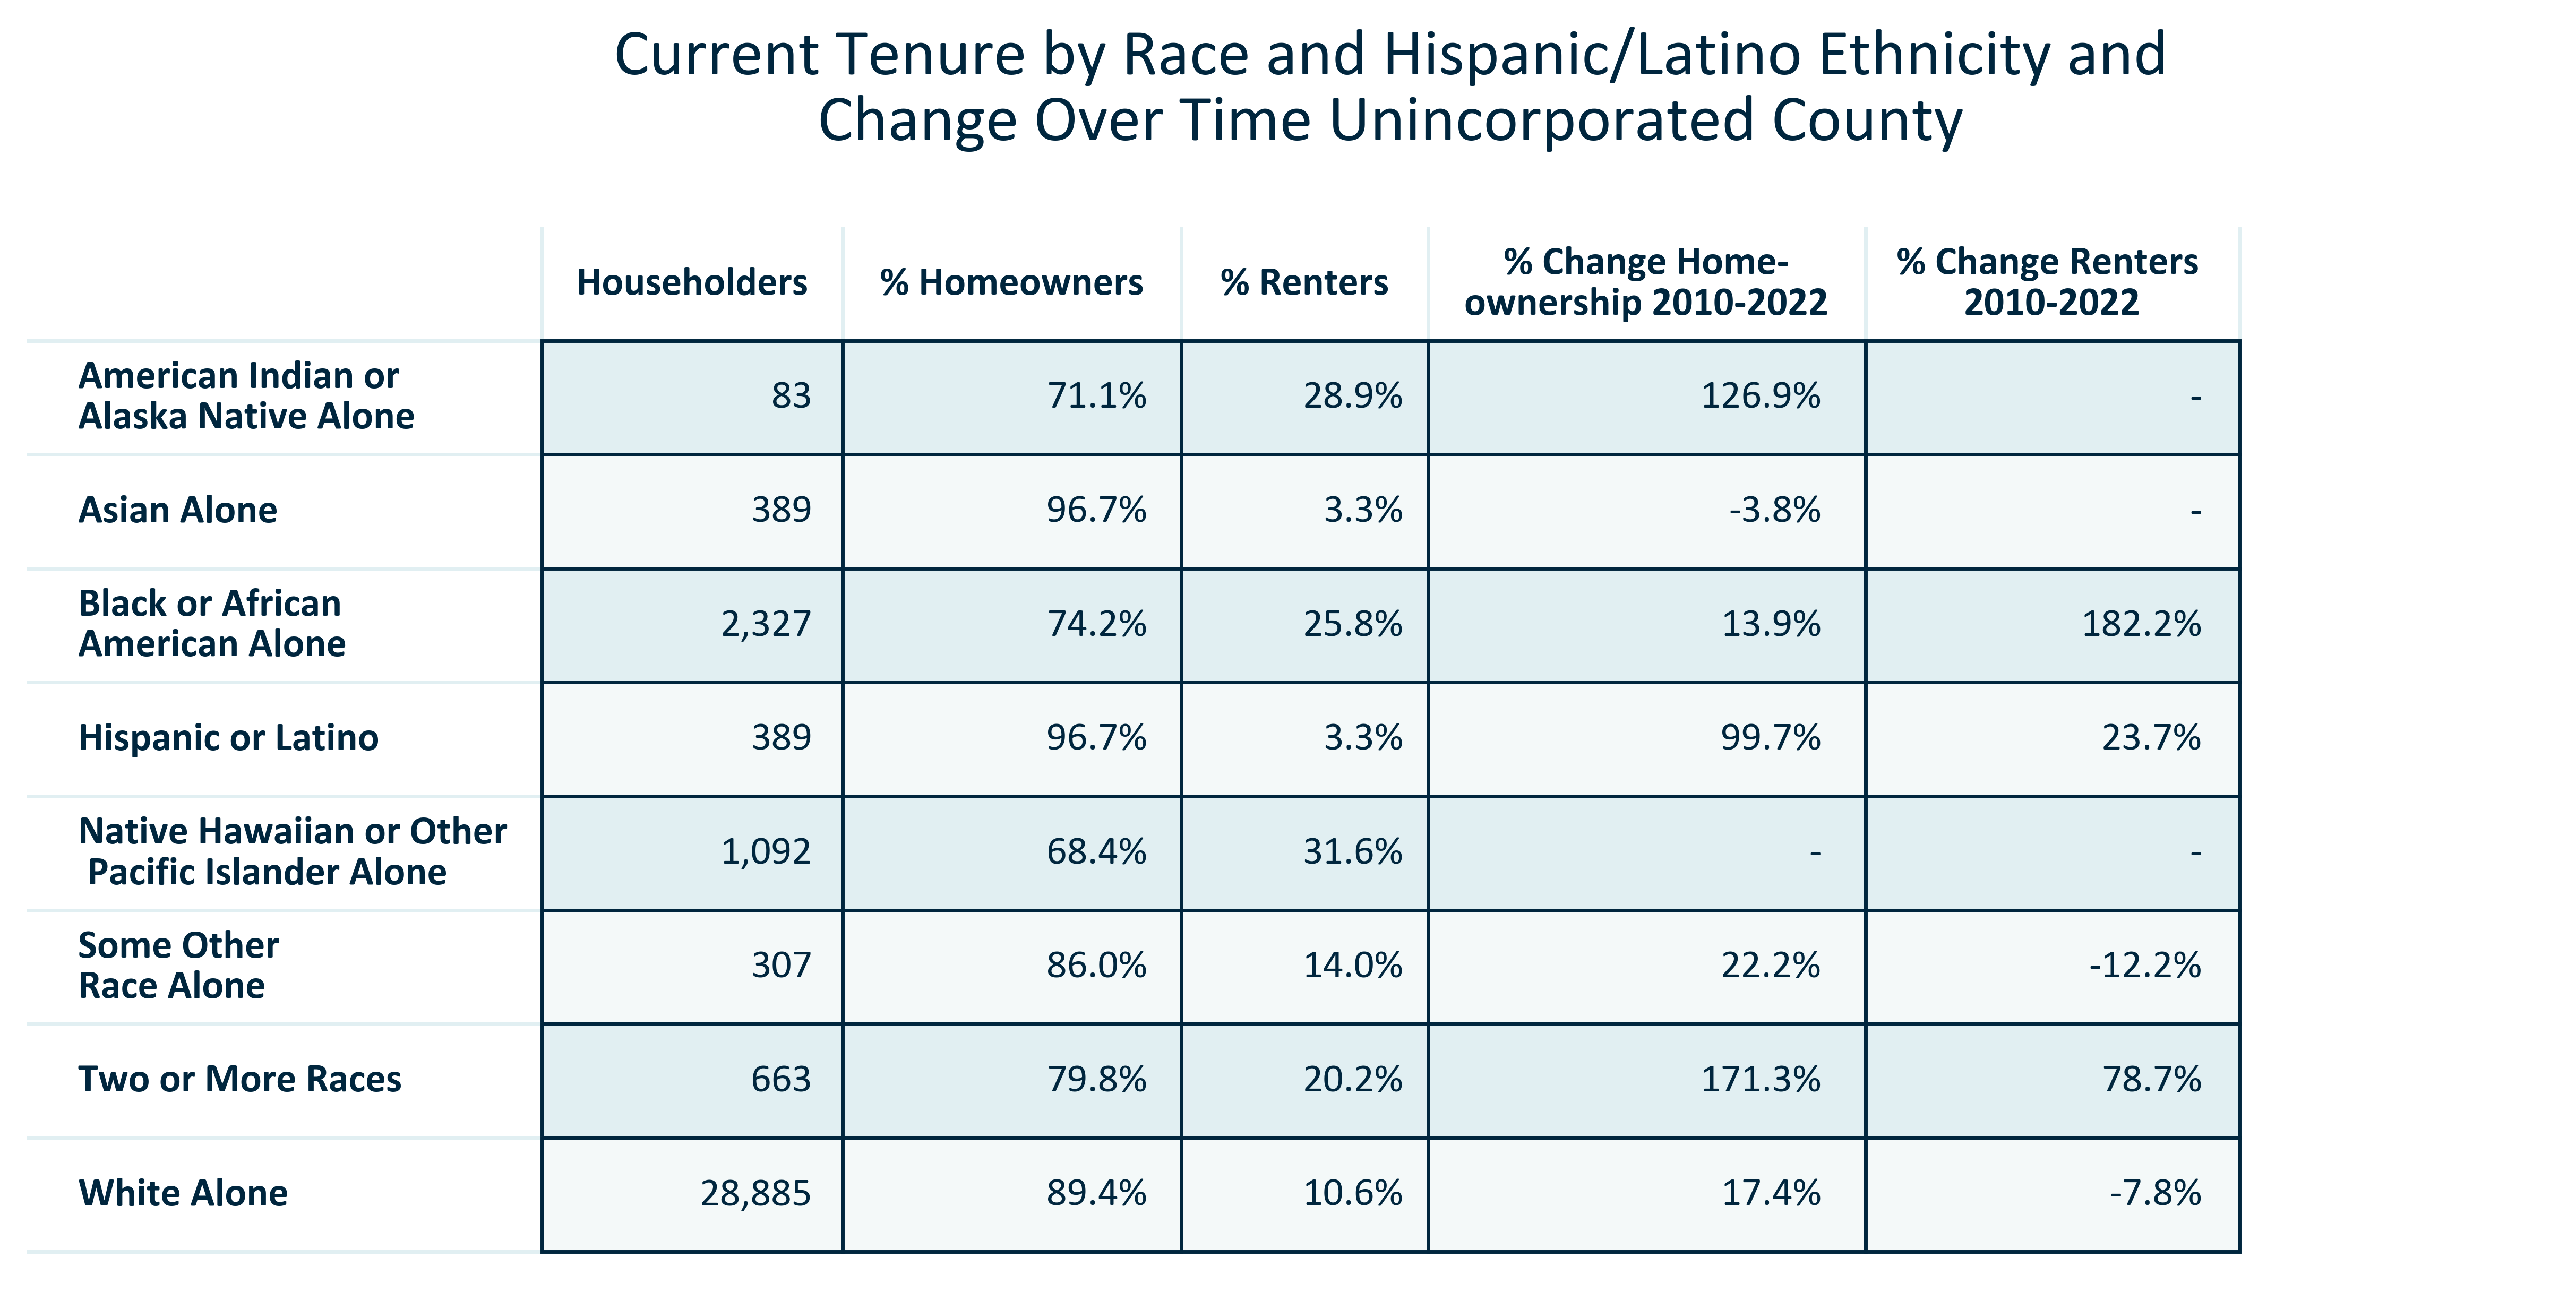 Current Tenure by Race and Hispanic/Latino Ethnicity and
Change Over Time Unincorporated County
Householders % Homeowners % Renters % Change Home- % Change Renters
ownership 2010-2022 2010-2022
American Indian or
Alaska Native Alone
83 71.1% 28.9% 126.9% -
Asian Alone 389 96.7% 3.3% -3.8% -
Black or African
American Alone
2,327 74.2% 25.8% 13.9% 182.2%
Hispanic or Latino 389 96.7% 3.3% 99.7% 23.7%
Native Hawaiian or Other
Pacific Islander Alone
1,092 68.4% 31.6% - -
Some Other
Race Alone
307 86.0% 14.0% 22.2% -12.2%
Two or More Races 663 79.8% 20.2% 171.3% 78.7%
White Alone 28,885 89.4% 10.6% 17.4% -7.8%